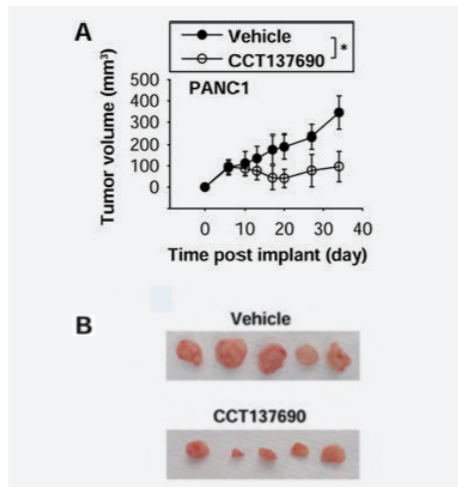 A
Vehicle
CCT137690
*
PANC1
Tumor volume (mm³)
500
400
300
200
100
0
0 10 20 30 40
Time post implant (day)
B
Vehicle
CCT137690